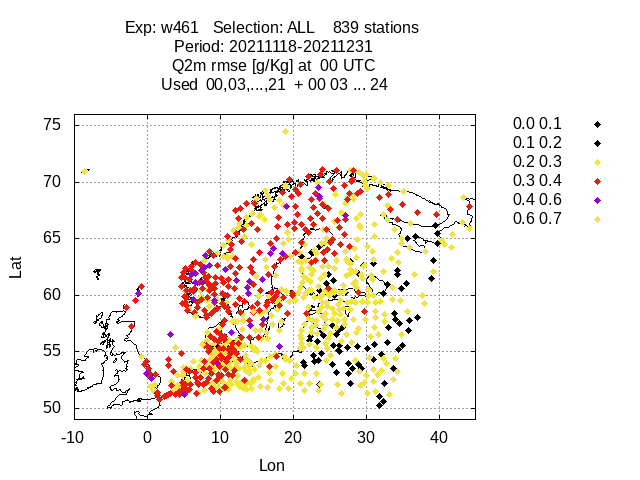 Exp: w461 Selection: ALL 839 stations
Period: 20211118-20211231
Q2m rmse [g/Kg] at 00 UTC
Used 00,03,...,21 + 00 03 ... 24
75
70
65
60
55
50
Lat
-10 0 10 20 30 40
Lon
0.0 0.1
0.1 0.2
0.2 0.3
0.3 0.4
0.4 0.6
0.6 0.7